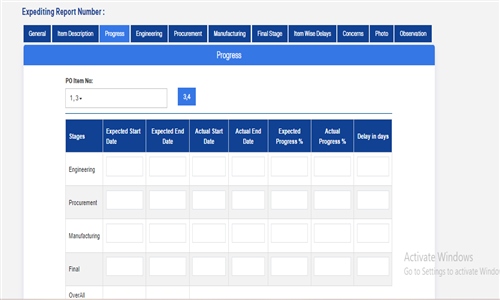 Expediting Report Number :
General Item Description Progress Engineering Procurement Manufacturing Final Stage Item Wise Delays Concerns Photo Observation
Progress
PO Item No:
1, 3
3,4
Stages Expected Start Date Expected End Date Actual Start Date Actual End Date Expected Progress % Actual Progress % Delay in days
Engineering
Procurement
Manufacturing
Final
OverAll
Activate Windows
Go to Settings to activate Windo